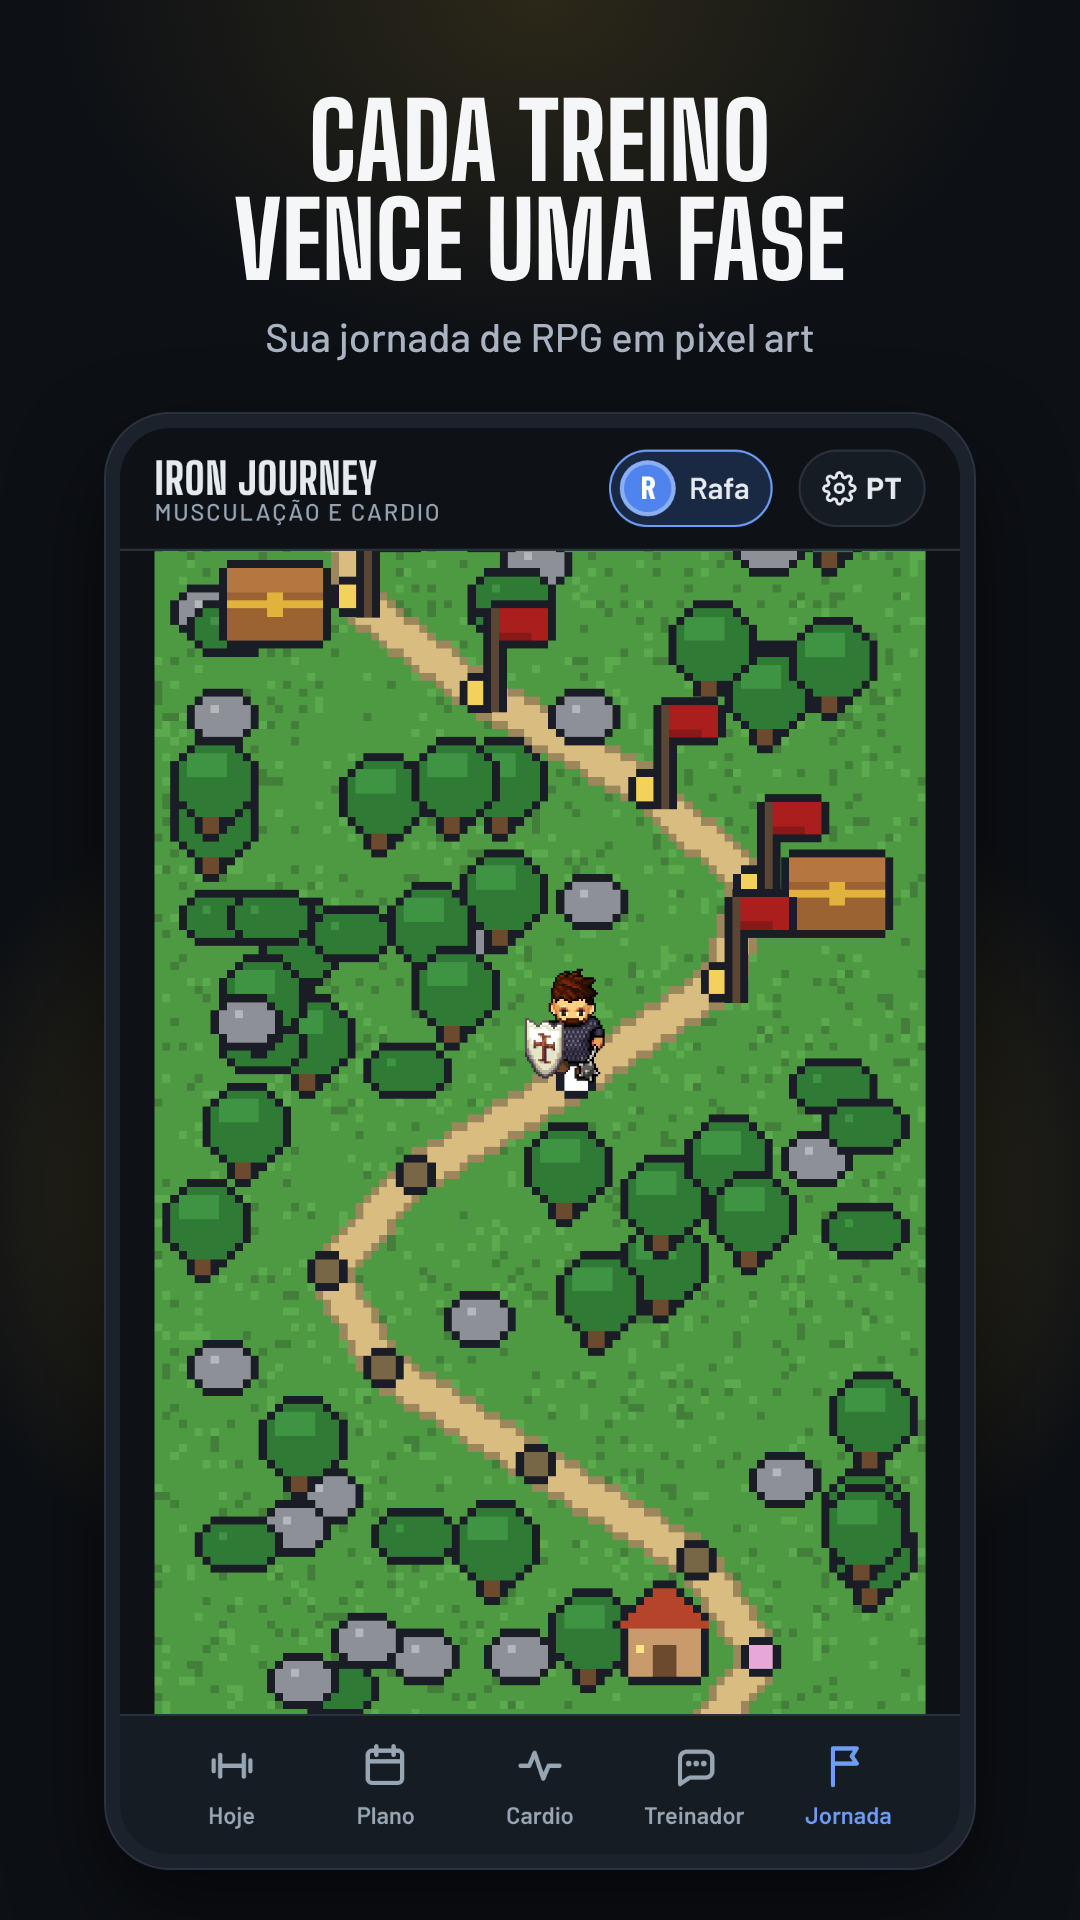 CADA TREINO
VENCE UMA FASE
Sua jornada de RPG em pixel art
IRON JOURNEY
MUSCULAÇÃO E CARDIO
R Rafa
PT
Hoje
Plano
Cardio
Treinador
Jornada